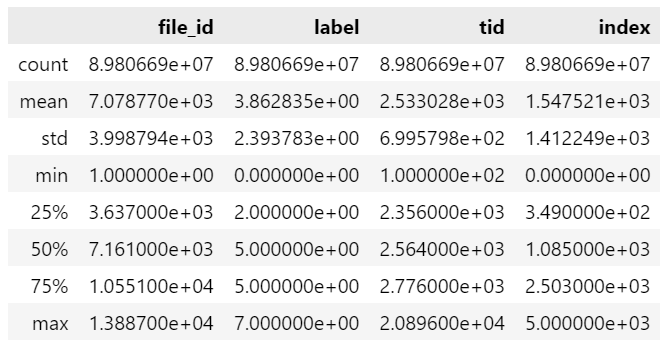 file_id label tid index
count 8.980669e+07 8.980669e+07 8.980669e+07 8.980669e+07
mean 7.078770e+03 3.862835e+00 2.533028e+03 1.547521e+03
std 3.998794e+03 2.393783e+00 6.995798e+02 1.412249e+03
min 1.000000e+00 0.000000e+00 1.000000e+02 0.000000e+00
25% 3.637000e+03 2.000000e+00 2.356000e+03 3.490000e+02
50% 7.161000e+03 5.000000e+00 2.564000e+03 1.085000e+03
75% 1.055100e+04 5.000000e+00 2.776000e+03 2.503000e+03
max 1.388700e+04 7.000000e+00 2.089600e+04 5.000000e+03